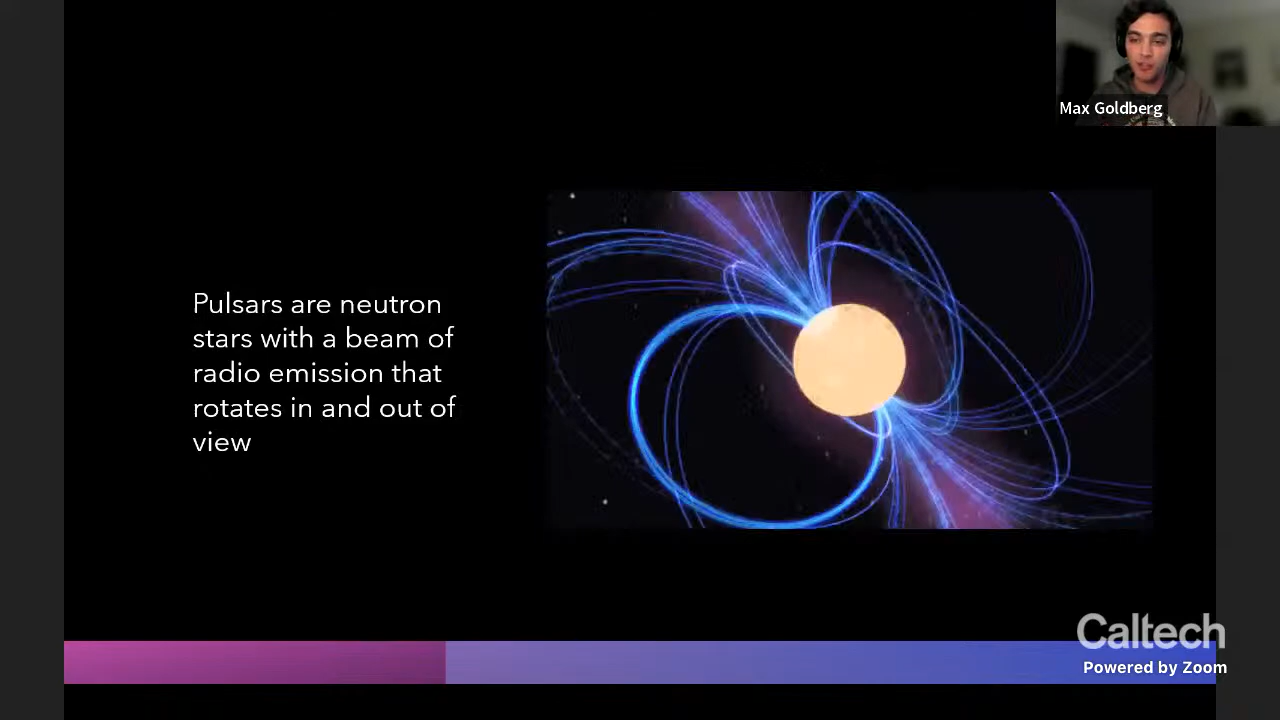 Max Goldberg
Pulsars are neutron
stars with a beam of
radio emission that
rotates in and out of
view
Caltech
Powered by Zoom